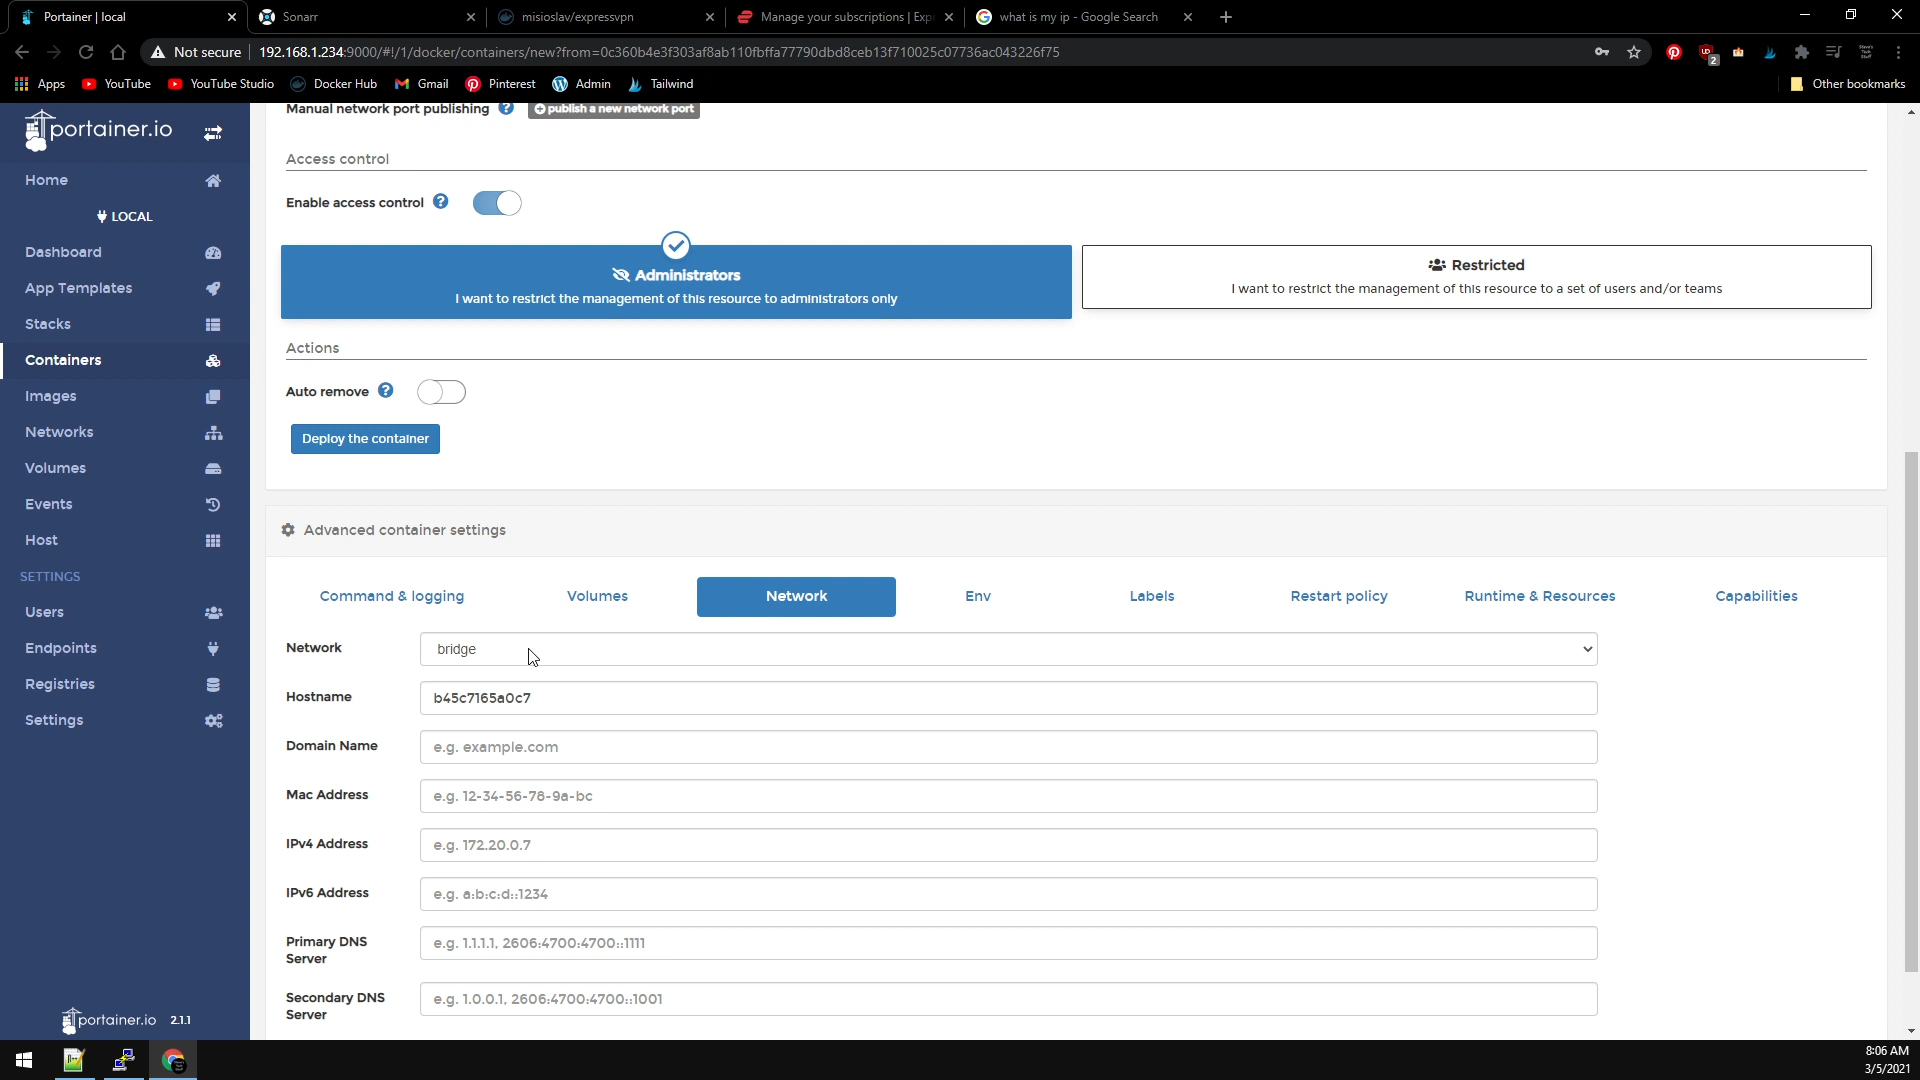 Portainer | local
Sonarr
misioslav/expressvpn
Manage your subscriptions | Expr
what is my ip - Google Search
Not secure
192.168.1.234:9000/#!/1/docker/containers/new?from=0c360b4e3f303af8ab110fbffa77790dbd8ceb13f710025c07736ac043226f75
2
Apps
YouTube
YouTube Studio
Docker Hub
Gmail
Pinterest
Admin
Tailwind
Other bookmarks
portainer.io
Home
LOCAL
Dashboard
App Templates
Stacks
Containers
Images
Networks
Volumes
Events
Host
SETTINGS
Users
Endpoints
Registries
Settings
portainer.io 2.1.1
Manual network port publishing
publish a new network port
Access control
Enable access control
Administrators
I want to restrict the management of this resource to administrators only
Restricted
I want to restrict the management of this resource to a set of users and/or teams
Actions
Auto remove
Deploy the container
Advanced container settings
Command & logging
Volumes
Network
Env
Labels
Restart policy
Runtime & Resources
Capabilities
Network
bridge
Hostname
b45c7165a0c7
Domain Name
e.g. example.com
Mac Address
e.g. 12-34-56-78-9a-bc
IPv4 Address
e.g. 172.20.0.7
IPv6 Address
e.g. a:b:c:d::1234
Primary DNS
Server
e.g. 1.1.1.1, 2606:4700:4700::1111
Secondary DNS
Server
e.g. 1.0.0.1, 2606:4700:4700::1001
8:06 AM
3/5/2021